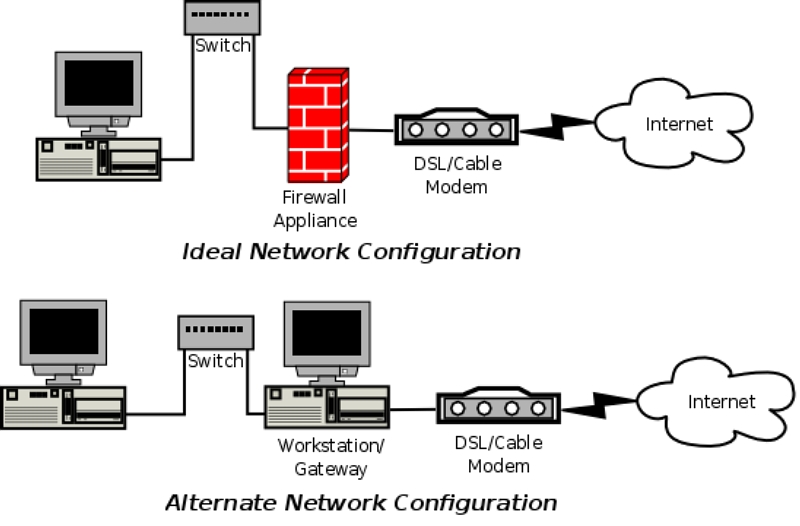 Switch
Internet
DSL/Cable
Modem
Firewall
Appliance
Ideal Network Configuration
Switch
Internet
Workstation/
Gateway
DSL/Cable
Modem
Alternate Network Configuration